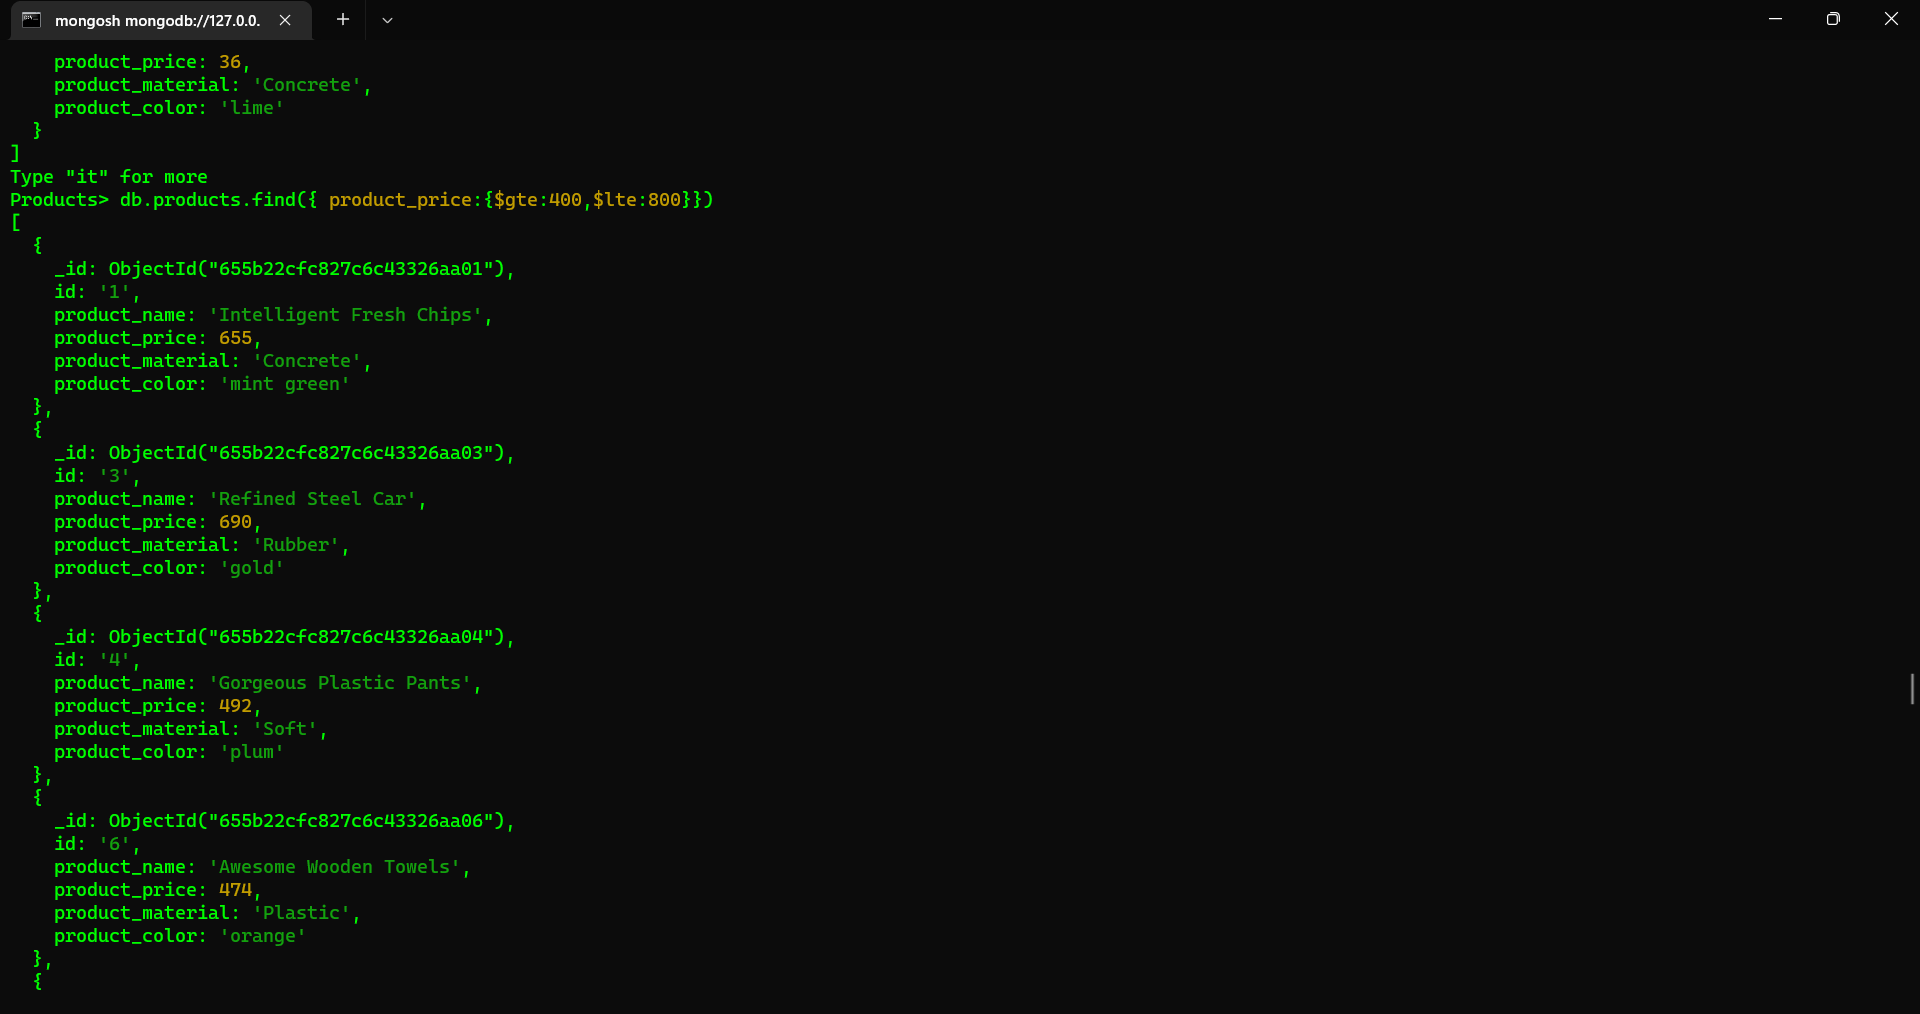 mongosh mongodb://127.0.0.
    product_price: 36,
    product_material: 'Concrete',
    product_color: 'lime'
  }
]
Type "it" for more
Products> db.products.find({ product_price:{$gte:400,$lte:800}})
[
  {
    _id: ObjectId("655b22cfc827c6c43326aa01"),
    id: '1',
    product_name: 'Intelligent Fresh Chips',
    product_price: 655,
    product_material: 'Concrete',
    product_color: 'mint green'
  },
  {
    _id: ObjectId("655b22cfc827c6c43326aa03"),
    id: '3',
    product_name: 'Refined Steel Car',
    product_price: 690,
    product_material: 'Rubber',
    product_color: 'gold'
  },
  {
    _id: ObjectId("655b22cfc827c6c43326aa04"),
    id: '4',
    product_name: 'Gorgeous Plastic Pants',
    product_price: 492,
    product_material: 'Soft',
    product_color: 'plum'
  },
  {
    _id: ObjectId("655b22cfc827c6c43326aa06"),
    id: '6',
    product_name: 'Awesome Wooden Towels',
    product_price: 474,
    product_material: 'Plastic',
    product_color: 'orange'
  },
  {